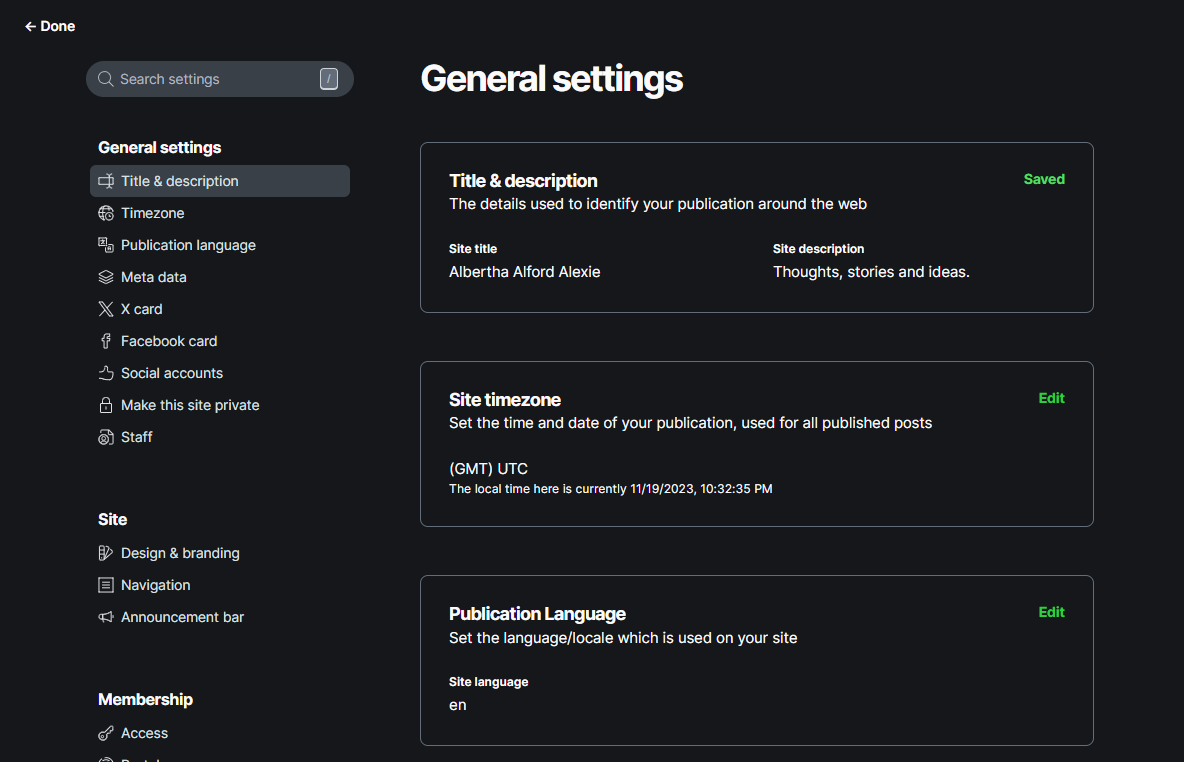 ← Done
Search settings /
General settings
Title & description
Timezone
Publication language
Meta data
X card
Facebook card
Social accounts
Make this site private
Staff
Site
Design & branding
Navigation
Announcement bar
Membership
Access
General settings
Title & description Saved
The details used to identify your publication around the web
Site title Site description
Albertha Alford Alexie Thoughts, stories and ideas.
Site timezone Edit
Set the time and date of your publication, used for all published posts
(GMT) UTC
The local time here is currently 11/19/2023, 10:32:35 PM
Publication Language Edit
Set the language/locale which is used on your site
Site language
en